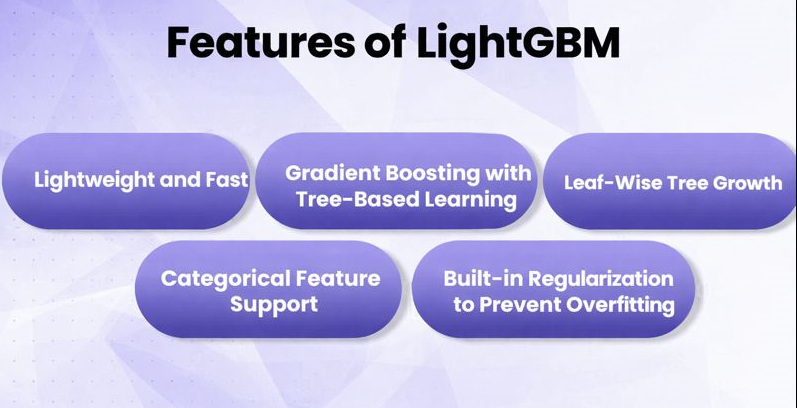 Features of LightGBM
Lightweight and Fast
Gradient Boosting with
Tree-Based Learning
Leaf-Wise Tree Growth
Categorical Feature
Support
Built-in Regularization
to Prevent Overfitting